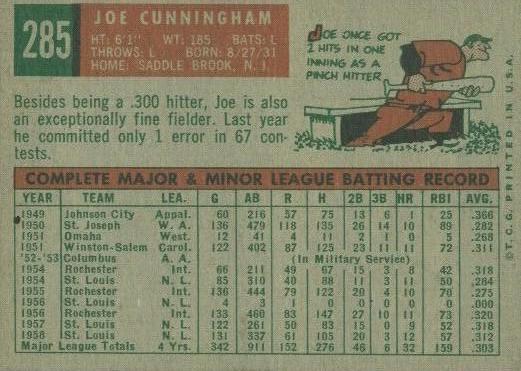 285
JOE CUNNINGHAM
HT: 6'1" WT: 185 BATS: L
THROWS: L BORN: 8/27/31
HOME: SADDLE BROOK, N. J.
JOE ONCE GOT
2 HITS IN ONE
INNING AS A
PINCH HITTER
Besides being a .300 hitter, Joe is also
an exceptionally fine fielder. Last year
he committed only 1 error in 67 con-
tests.
COMPLETE MAJOR & MINOR LEAGUE BATTING RECORD
YEAR TEAM LEA. G AB R H 2B 3B HR RBI AVG.
1949 Johnson City Appal. 60 216 57 75 13 6 1 25 .366
1950 St. Joseph W. A. 136 479 118 135 26 14 10 89 .282
1951 Omaha West. 12 41 4 11 2 1 0 5 .268
1951 Winston-Salem Carol. 122 402 87 125 23 11 11 72 .311
'52-'53 Columbus A. A. (In Military Service)
1954 Rochester Int. 66 211 49 67 15 3 8 42 .318
1954 St. Louis N. L. 85 310 40 88 11 3 11 50 .284
1955 Rochester Int. 136 444 79 122 20 4 10 70 .275
1956 St. Louis N. L. 4 3 1 0 0 0 0 0 .000
1956 Rochester Int. 133 460 83 147 27 10 11 73 .320
1957 St. Louis N. L. 122 261 50 83 15 0 9 52 .318
1958 St. Louis N. L. 131 337 61 105 20 3 12 57 .312
Major League Totals 4 Yrs. 342 911 152 276 46 6 32 159 .303
© T. C. G. PRINTED IN U.S.A.